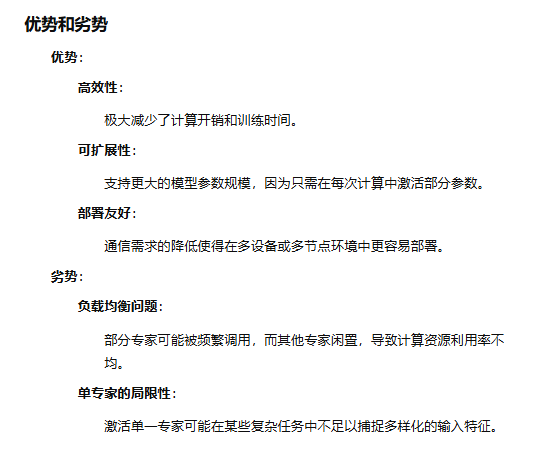 优势和劣势
优势：
高效性：
极大减少了计算开销和训练时间。
可扩展性：
支持更大的模型参数规模，因为只需在每次计算中激活部分参数。
部署友好：
通信需求的降低使得在多设备或多节点环境中更容易部署。
劣势：
负载均衡问题：
部分专家可能被频繁调用，而其他专家闲置，导致计算资源利用率不
均。
单专家的局限性：
激活单一专家可能在某些复杂任务中不足以捕捉多样化的输入特征。